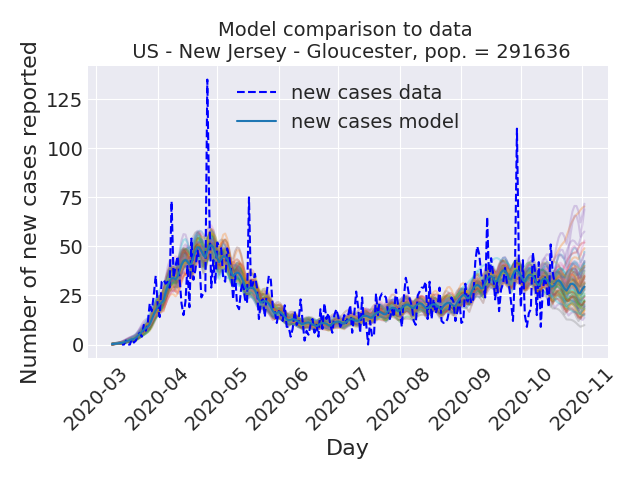 Model comparison to data
US - New Jersey - Gloucester, pop. = 291636
new cases data
new cases model
Number of new cases reported
125
100
75
50
25
0
2020-03
2020-04
2020-05
2020-06
2020-07
2020-08
2020-09
2020-10
2020-11
Day